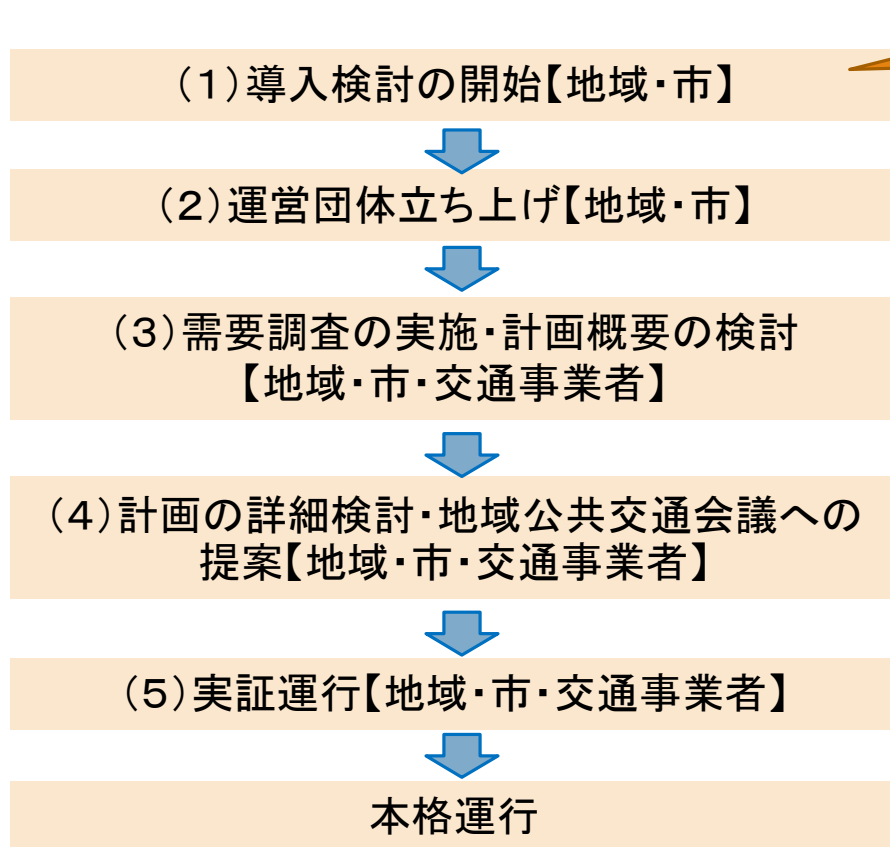 （１）導入検討の開始【地域・市】
（２）運営団体立ち上げ【地域・市】
（３）需要調査の実施・計画概要の検討
【地域・市・交通事業者】
（４）計画の詳細検討・地域公共交通会議への
提案【地域・市・交通事業者】
（５）実証運行【地域・市・交通事業者】
本格運行